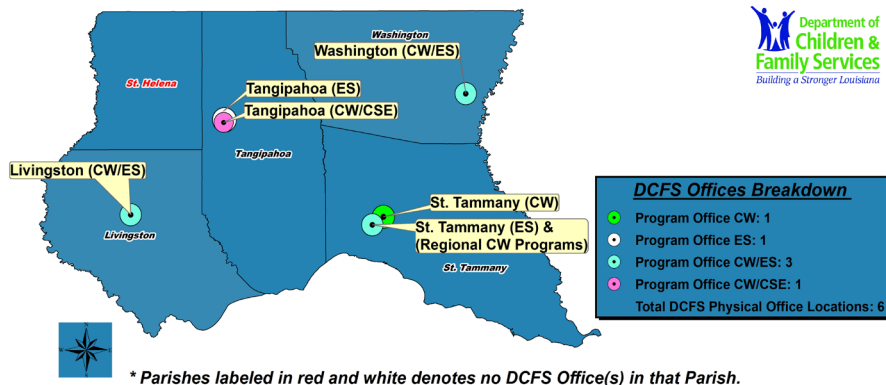 Department of
Children &
Family Services
Building a Stronger Louisiana
Washington
Washington (CW/ES)
St. Helena
Tangipahoa (ES)
Tangipahoa (CW/CSE)
Tangipahoa
Livingston (CW/ES)
Livingston
St. Tammany (CW)
St. Tammany (ES) &
(Regional CW Programs)
St. Tammany
DCFS Offices Breakdown
Program Office CW: 1
Program Office ES: 1
Program Office CW/ES: 3
Program Office CW/CSE: 1
Total DCFS Physical Office Locations: 6
N
W E
S
* Parishes labeled in red and white denotes no DCFS Office(s) in that Parish.